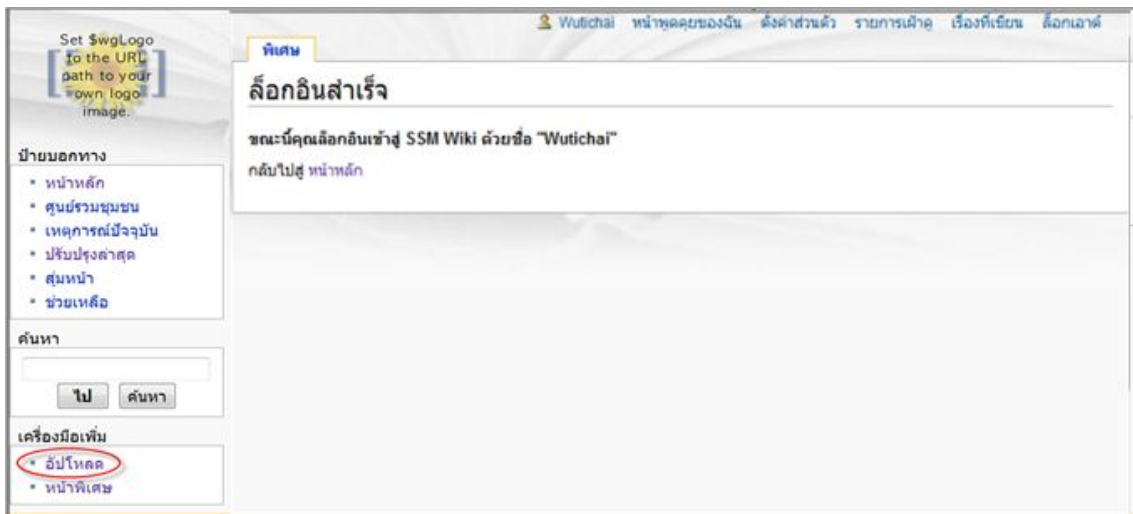 Set $wgLogo
to the URL
path to your
own logo
image.
Wutichai หน้าพูดคุยของฉัน ตั้งค่าส่วนตัว รายการเฝ้าดู เรื่องที่เขียน ล็อกเอาต์
พิเศษ
ล็อกอินสำเร็จ
ขณะนี้คุณล็อกอินเข้าสู่ SSM Wiki ด้วยชื่อ "Wutichai"
กลับไปสู่ หน้าหลัก
ป้ายบอกทาง
หน้าหลัก
ศูนย์รวมชุมชน
เหตุการณ์ปัจจุบัน
ปรับปรุงล่าสุด
สุ่มหน้า
ช่วยเหลือ
ค้นหา
ไป ค้นหา
เครื่องมือเพิ่ม
อัปโหลด
หน้าพิเศษ